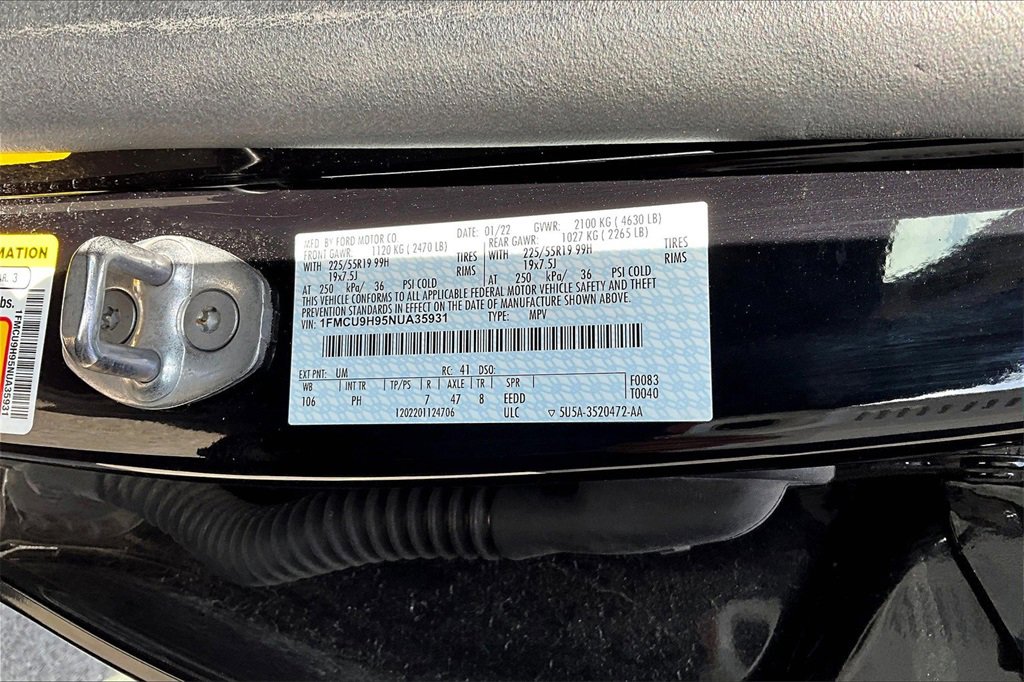 MFD. BY FORD MOTOR CO. DATE: 01/22 GVWR: 2100 KG ( 4630 LB)
FRONT GAWR: 1120 KG ( 2470 LB) REAR GAWR: 1027 KG ( 2265 LB)
WITH 225/55R19 99H TIRES WITH 225/55R19 99H TIRES
19x7.5J RIMS 19x7.5J RIMS
AT 250 kPa/ 36 PSI COLD AT 250 kPa/ 36 PSI COLD
THIS VEHICLE CONFORMS TO ALL APPLICABLE FEDERAL MOTOR VEHICLE SAFETY AND THEFT
PREVENTION STANDARDS IN EFFECT ON THE DATE OF MANUFACTURE SHOWN ABOVE.
VIN: 1FMCU9H95NUA35931 TYPE: MPV
EXT PNT: UM RC: 41 DSO:
WB INT TR TP/PS R AXLE TR SPR F0083
106 PH 7 47 8 EEDD T0040
1202201124706 ULC ▽ 5U5A-3520472-AA
MATION
AR 3
bs.
1FMCU9H95NUA35931